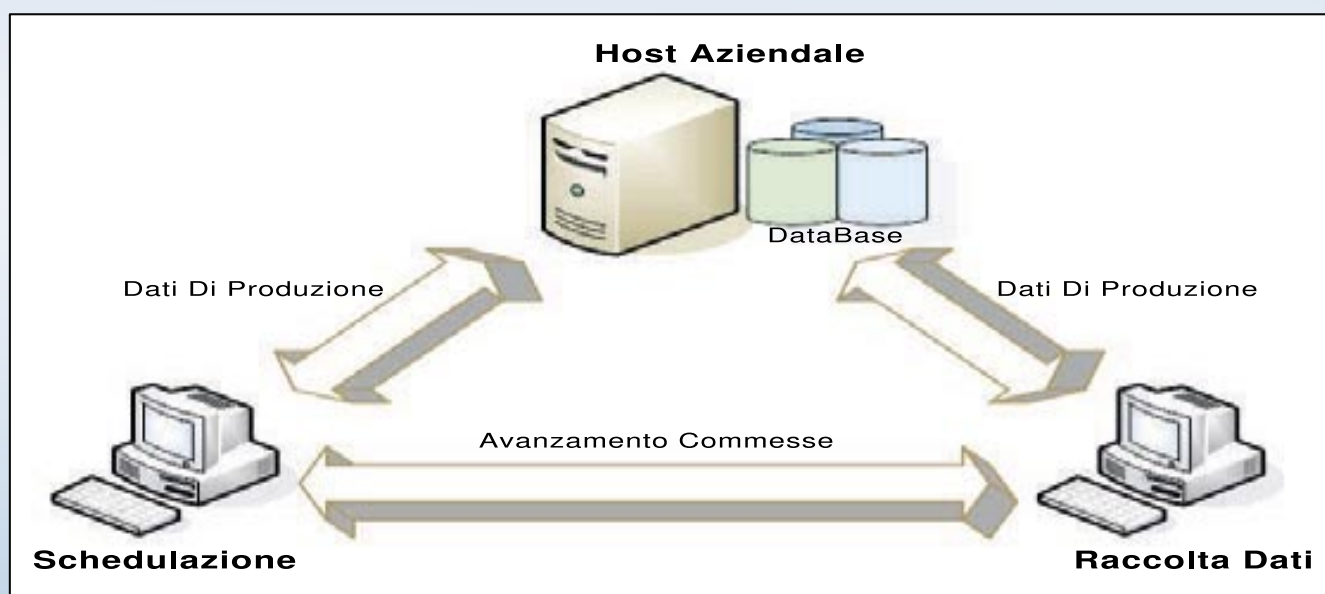 Host Aziendale
DataBase
Dati Di Produzione
Dati Di Produzione
Avanzamento Commesse
Schedulazione
Raccolta Dati